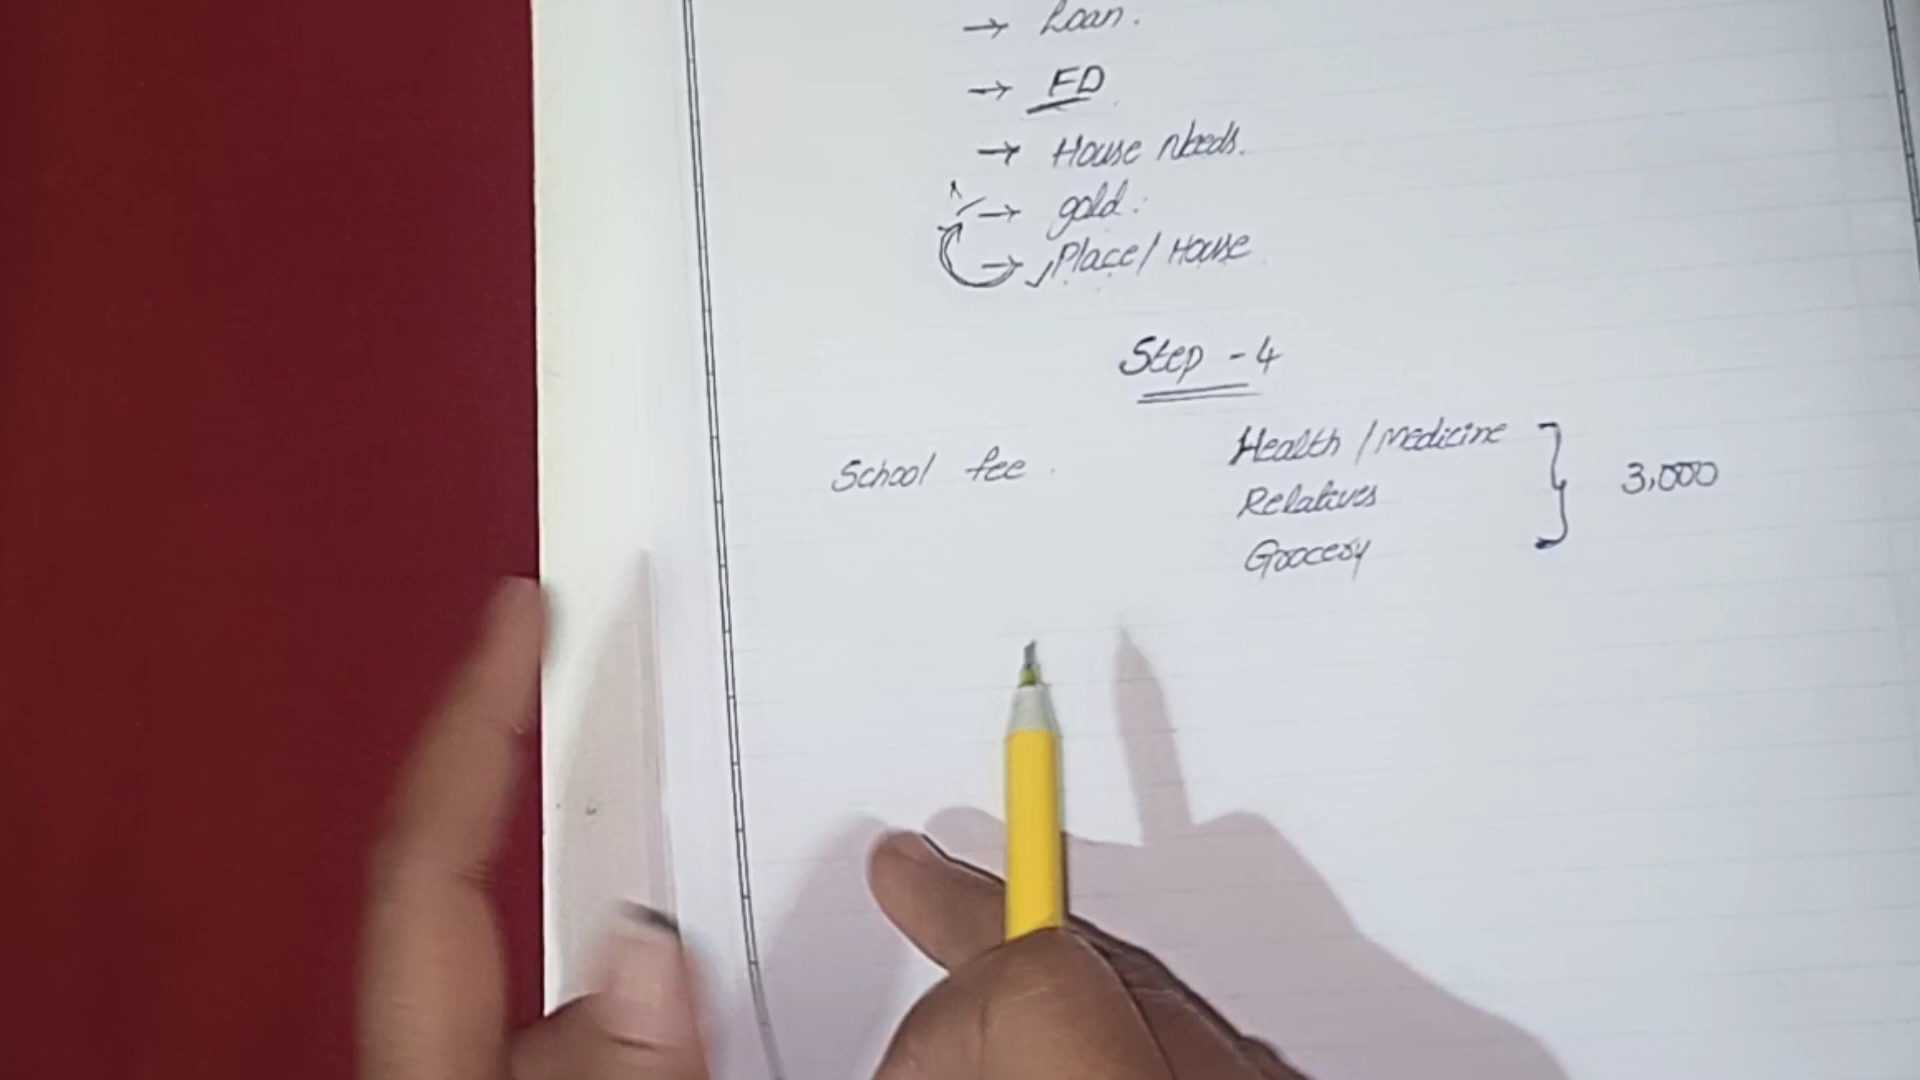 → Loan.
→ FD
→ House Needs.
→ gold.
→ ✓Place/House
Step - 4
School fee.
Health / Medicine
Relatives
Grocery
3,000